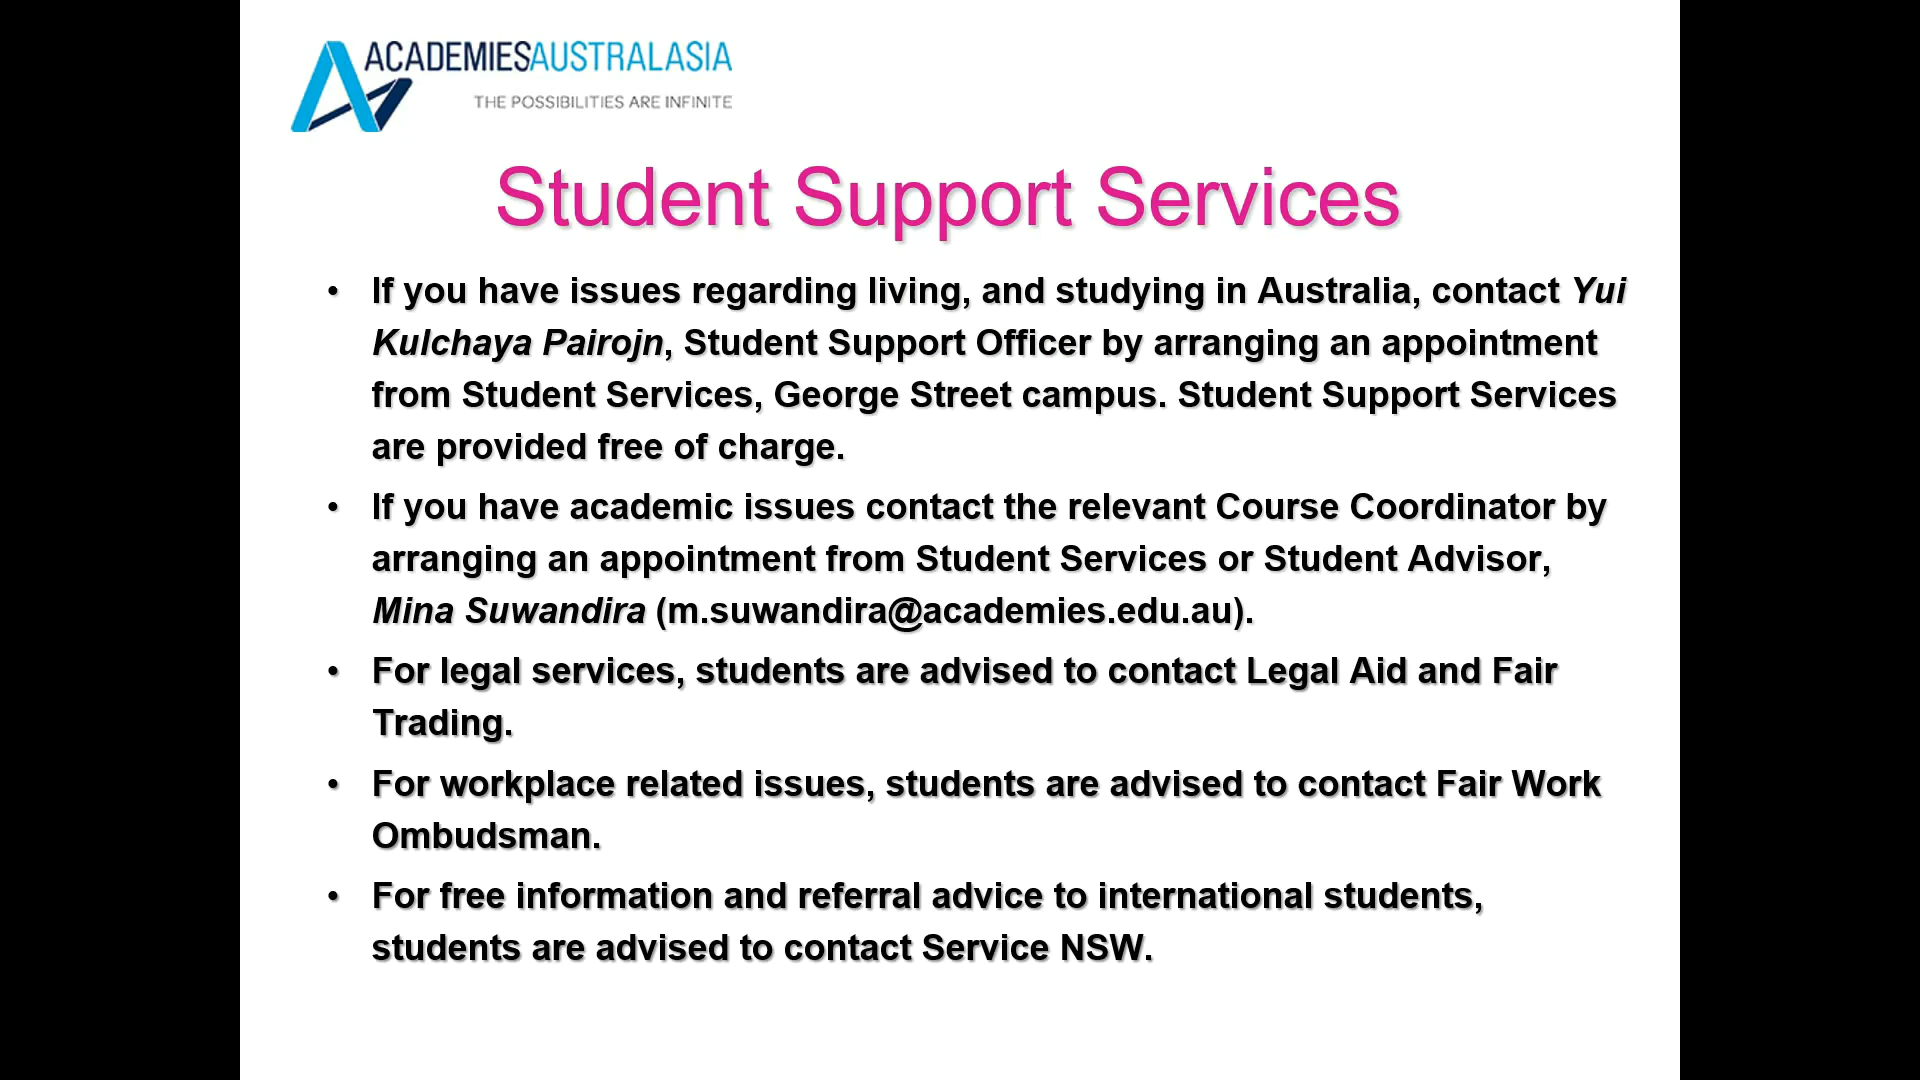 ACADEMIESAUSTRALASIA
THE POSSIBILITIES ARE INFINITE
Student Support Services
• If you have issues regarding living, and studying in Australia, contact Yui
Kulchaya Pairojn, Student Support Officer by arranging an appointment
from Student Services, George Street campus. Student Support Services
are provided free of charge.
• If you have academic issues contact the relevant Course Coordinator by
arranging an appointment from Student Services or Student Advisor,
Mina Suwandira (m.suwandira@academies.edu.au).
• For legal services, students are advised to contact Legal Aid and Fair
Trading.
• For workplace related issues, students are advised to contact Fair Work
Ombudsman.
• For free information and referral advice to international students,
students are advised to contact Service NSW.